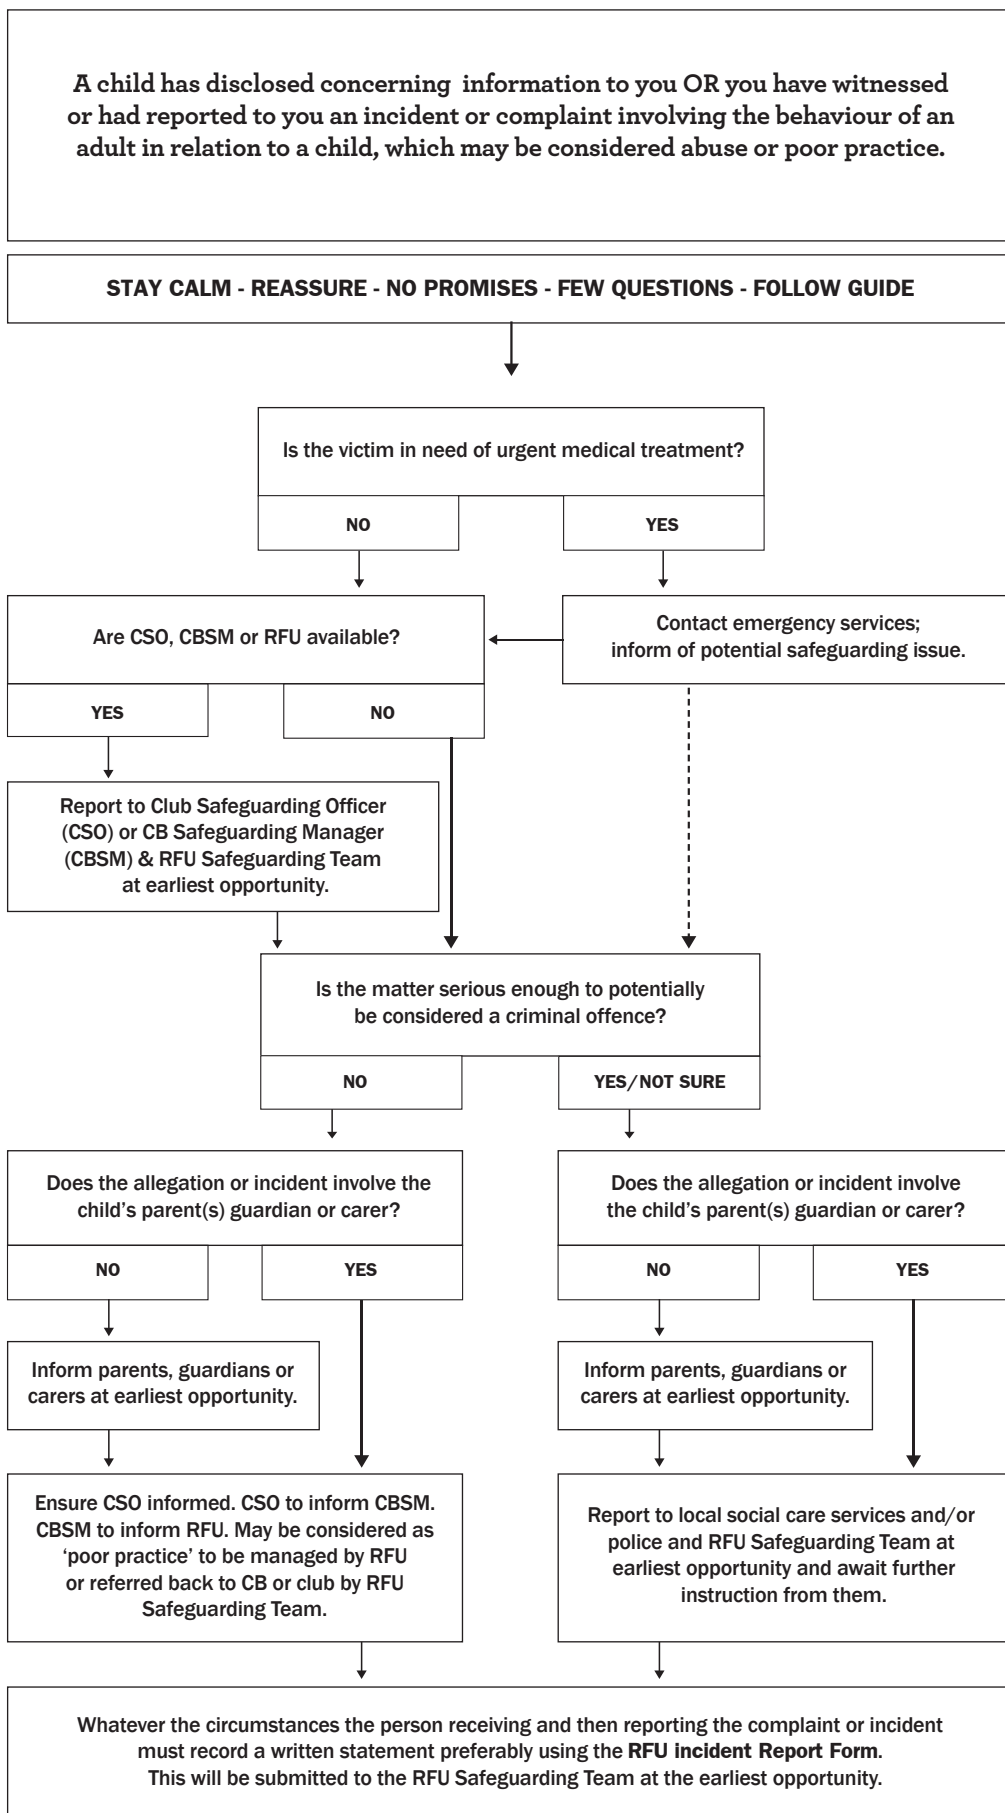 A child has disclosed concerning information to you OR you have witnessed
or had reported to you an incident or complaint involving the behaviour of an
adult in relation to a child, which may be considered abuse or poor practice.
STAY CALM - REASSURE - NO PROMISES - FEW QUESTIONS - FOLLOW GUIDE
Is the victim in need of urgent medical treatment?
NO
YES
Are CSO, CBSM or RFU available?
Contact emergency services;
inform of potential safeguarding issue.
YES
NO
Report to Club Safeguarding Officer
(CSO) or CB Safeguarding Manager
(CBSM) & RFU Safeguarding Team
at earliest opportunity.
Is the matter serious enough to potentially
be considered a criminal offence?
NO
YES/NOT SURE
Does the allegation or incident involve the
child's parent(s) guardian or carer?
Does the allegation or incident involve
the child's parent(s) guardian or carer?
NO
YES
NO
YES
Inform parents, guardians or
carers at earliest opportunity.
Inform parents, guardians or
carers at earliest opportunity.
Ensure CSO informed. CSO to inform CBSM.
CBSM to inform RFU. May be considered as
‘poor practice’ to be managed by RFU
or referred back to CB or club by RFU
Safeguarding Team.
Report to local social care services and/or
police and RFU Safeguarding Team at
earliest opportunity and await further
instruction from them.
Whatever the circumstances the person receiving and then reporting the complaint or incident
must record a written statement preferably using the RFU incident Report Form.
This will be submitted to the RFU Safeguarding Team at the earliest opportunity.